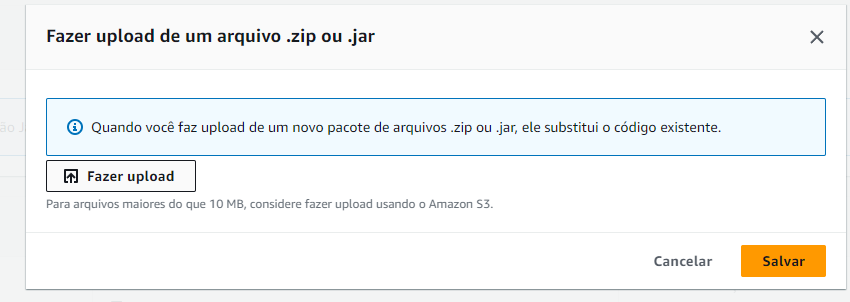 Fazer upload de um arquivo .zip ou .jar
Quando você faz upload de um novo pacote de arquivos .zip ou .jar, ele substitui o código existente.
Fazer upload
Para arquivos maiores do que 10 MB, considere fazer upload usando o Amazon S3.
Cancelar
Salvar